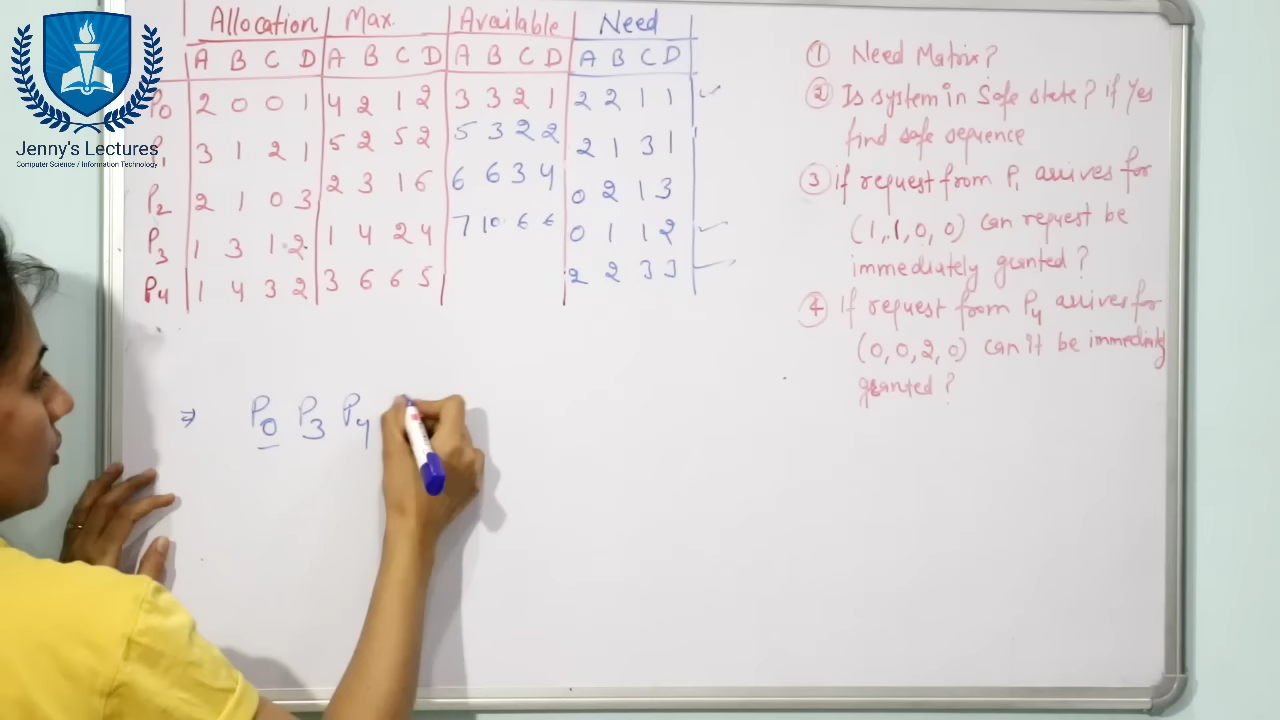 Allocation Max. Available Need
A B C D A B C D A B C D A B C D
P0 2 0 0 1 4 2 1 2 3 3 2 1 2 2 1 1 ✓
3 1 2 1 5 2 5 2 5 3 2 2 2 1 3 1
P2 2 1 0 3 2 3 1 6 6 6 3 4 0 2 1 3
P3 1 3 1 2 1 4 2 4 7 10 6 6 0 1 1 2 ✓
P4 1 4 3 2 3 6 6 5 2 2 3 3 ✓
⇒ P0 P3 P4
① Need Matrix?
② Is system in Safe state? if Yes
find safe sequence
③ if request from P1 arrives for
(1, 1, 0, 0) can request be
immediately granted?
④ If request from P4 arrives for
(0, 0, 2, 0) can it be immediately
granted?
Jenny's Lectures
Computer Science / Information Technology